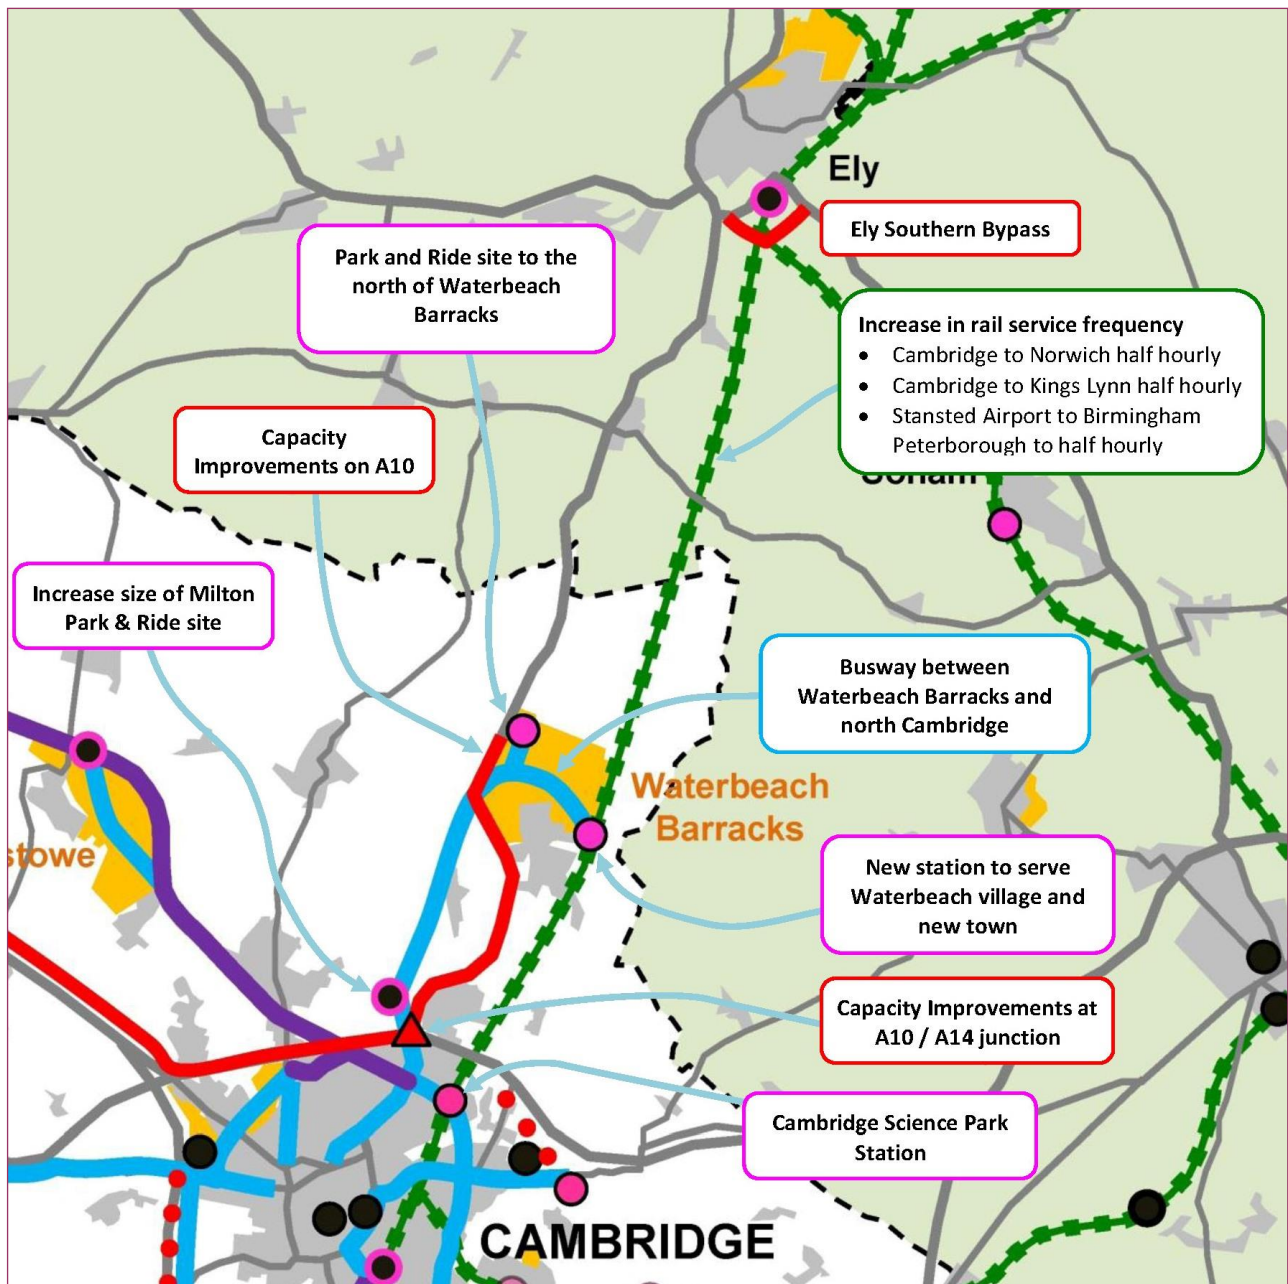 Ely
Ely Southern Bypass
Park and Ride site to the
north of Waterbeach
Barracks
Increase in rail service frequency
• Cambridge to Norwich half hourly
• Cambridge to Kings Lynn half hourly
• Stansted Airport to Birmingham
Peterborough to half hourly
Capacity
Improvements on A10
Soham
Increase size of Milton
Park & Ride site
Busway between
Waterbeach Barracks and
north Cambridge
Waterbeach
Barracks
stowe
New station to serve
Waterbeach village and
new town
Capacity Improvements at
A10 / A14 junction
Cambridge Science Park
Station
CAMBRIDGE